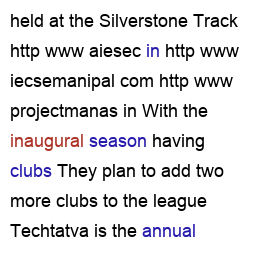 held at the Silverstone Track
http www aiesec in http www
iecsemanipal com http www
projectmanas in With the
inaugural season having
clubs They plan to add two
more clubs to the league
Techtatva is the annual